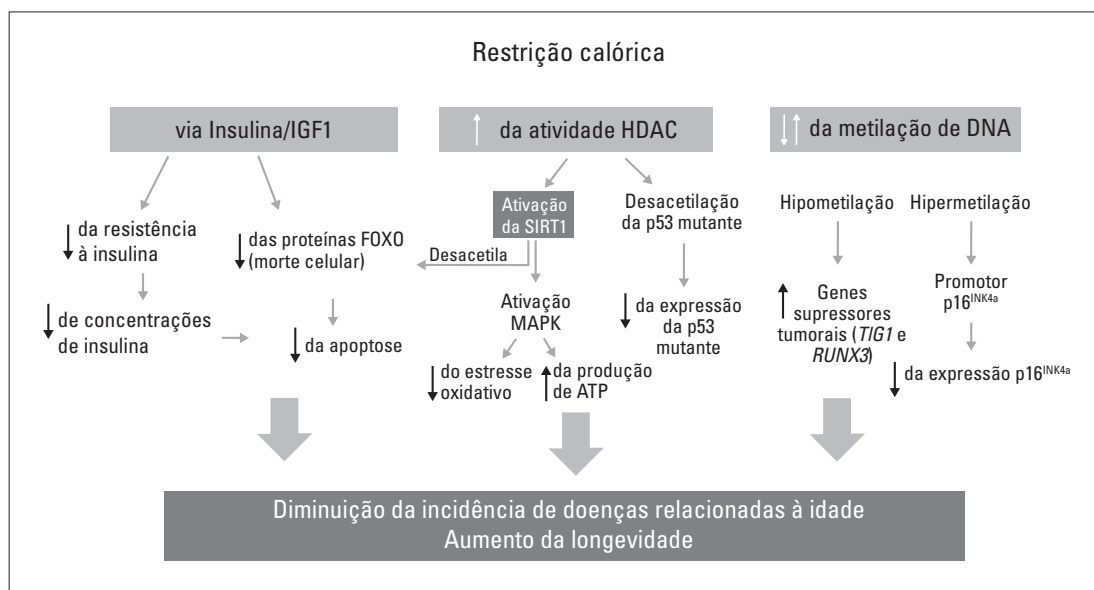 Restrição calórica
via Insulina/IGF1
da resistência
à insulina
de concentrações
de insulina
das proteínas FOXO
(morte celular)
da apoptose
da atividade HDAC
Ativação
da SIRT1
Desacetila
Ativação
MAPK
do estresse
oxidativo
da produção
de ATP
Desacetilação
da p53 mutante
da expressão
da p53
mutante
da metilação de DNA
Hipometilação
Genes
supressores
tumorais (TIG1 e
RUNX3)
Hipermetilação
Promotor
p16INK4a
da expressão p16INK4a
Diminuição da incidência de doenças relacionadas à idade
Aumento da longevidade